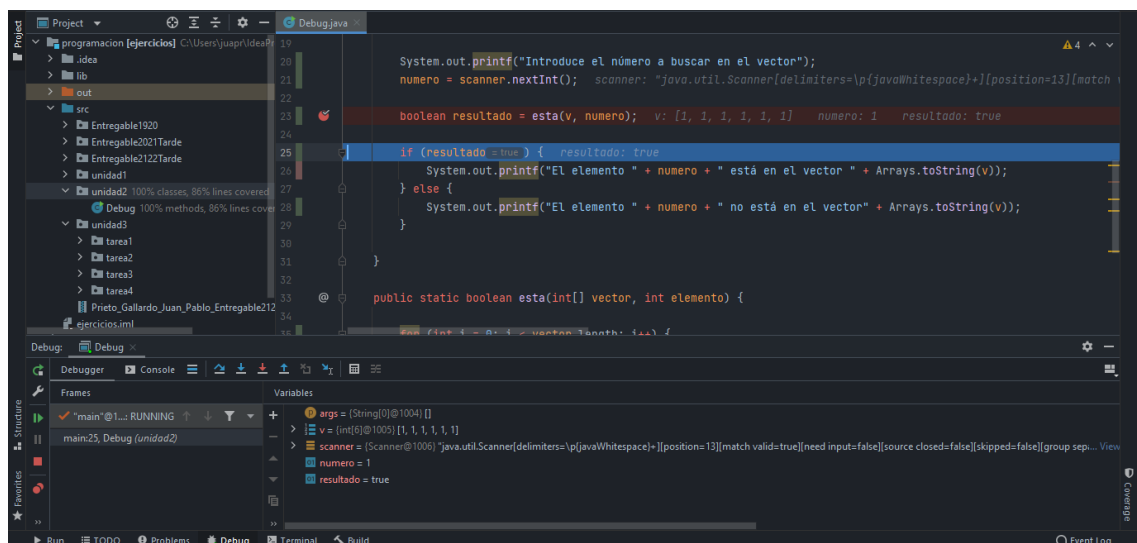 Project
Debug.java
programacion [ejercicios] C:\Users\juapr\IdeaPr
.idea
lib
out
src
Entregable1920
Entregable2021Tarde
Entregable2122Tarde
unidad1
unidad2 100% classes, 86% lines covered
Debug 100% methods, 86% lines cover
unidad3
tarea1
tarea2
tarea3
tarea4
Prieto_Gallardo_Juan_Pablo_Entregable212
ejercicios.iml
Project
19
4
20 System.out.printf("Introduce el número a buscar en el vector");
21 numero = scanner.nextInt(); scanner: "java.util.Scanner[delimiters=\p{javaWhitespace}+][position=13][match v
22
23 boolean resultado = esta(v, numero); v: [1, 1, 1, 1, 1, 1] numero: 1 resultado: true
24
25 if (resultado = true ) { resultado: true
26 System.out.printf("El elemento " + numero + " está en el vector " + Arrays.toString(v));
27 } else {
28 System.out.printf("El elemento " + numero + " no está en el vector" + Arrays.toString(v));
29 }
30
31 }
32
33 @ public static boolean esta(int[] vector, int elemento) {
34
35 for (int i = 0; i < vector.length; i++) {
Debug: Debug
Debugger Console
Frames
Variables
"main"@1...: RUNNING
main:25, Debug (unidad2)
args = {String[0]@1004} []
v = {int[6]@1005} [1, 1, 1, 1, 1, 1]
scanner = {Scanner@1006} "java.util.Scanner[delimiters=\p{javaWhitespace}+][position=13][match valid=true][need input=false][source closed=false][skipped=false][group sepa... View
numero = 1
resultado = true
Structure
Favorites
Coverage
Run TODO Problems Debug Terminal Build Event Log